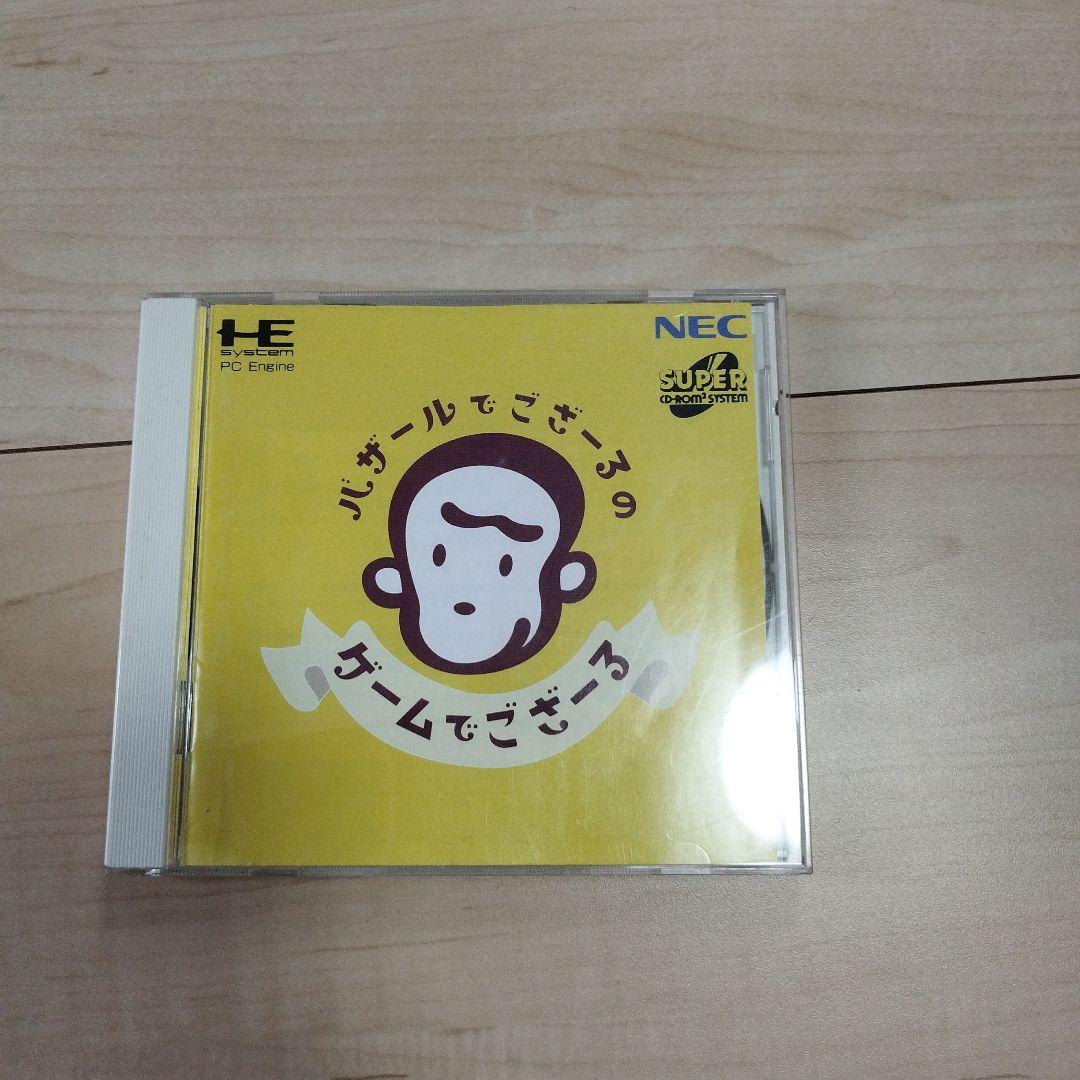 HE
system
PC Engine
NEC
SUPER
CD-ROM² SYSTEM
バザールでござーるの
ゲームでござーる